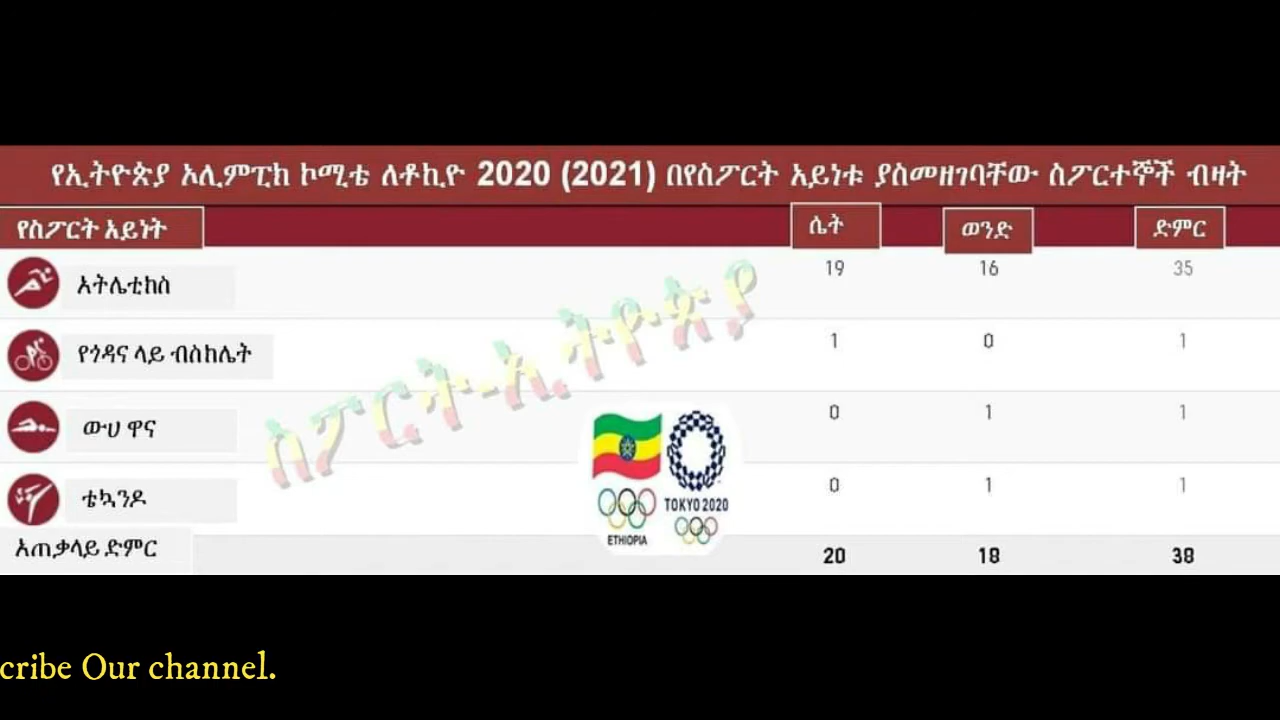 የኢትዮጵያ ኦሊምፒክ ኮሚቴ ለቶኪዮ 2020 (2021) በየስፖርት አይነቱ ያስመዘገባቸው ስፖርተኞች ብዛት
የስፖርት አይነት ሴት ወንድ ድምር
አትሌቲክስ 19 16 35
የጎዳና ላይ ብስክሌት 1 0 1
ውሀ ዋና 0 1 1
ቴኳንዶ 0 1 1
አጠቃላይ ድምር 20 18 38
ስፖርት-ኢትዮጵያ
TOKYO 2020
ETHIOPIA
cribe Our channel.